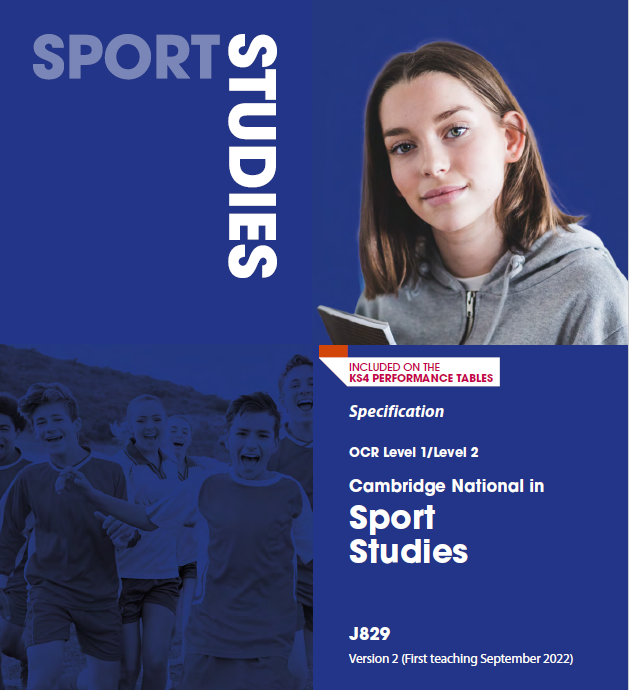 SPORT
STUDIES
INCLUDED ON THE
KS4 PERFORMANCE TABLES
Specification
OCR Level 1/Level 2
Cambridge National in
Sport
Studies
J829
Version 2 (First teaching September 2022)